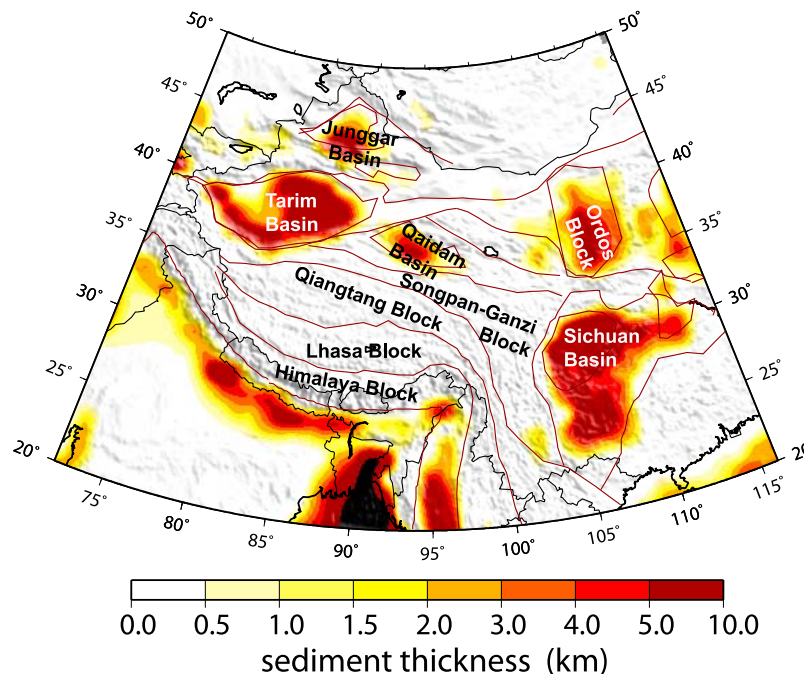 50˚
50˚
45˚
45˚
40˚
40˚
35˚
35˚
30˚
30˚
25˚
25˚
20˚
20˚
75˚
80˚
85˚
90˚
95˚
100˚
105˚
110˚
115˚
Junggar
Basin
Tarim
Basin
Qaidam
Basin
Ordos
Block
Songpan-Ganzi
Block
Qiangtang Block
Sichuan
Basin
Lhasa Block
Himalaya Block
0.0 0.5 1.0 1.5 2.0 3.0 4.0 5.0 10.0
sediment thickness (km)